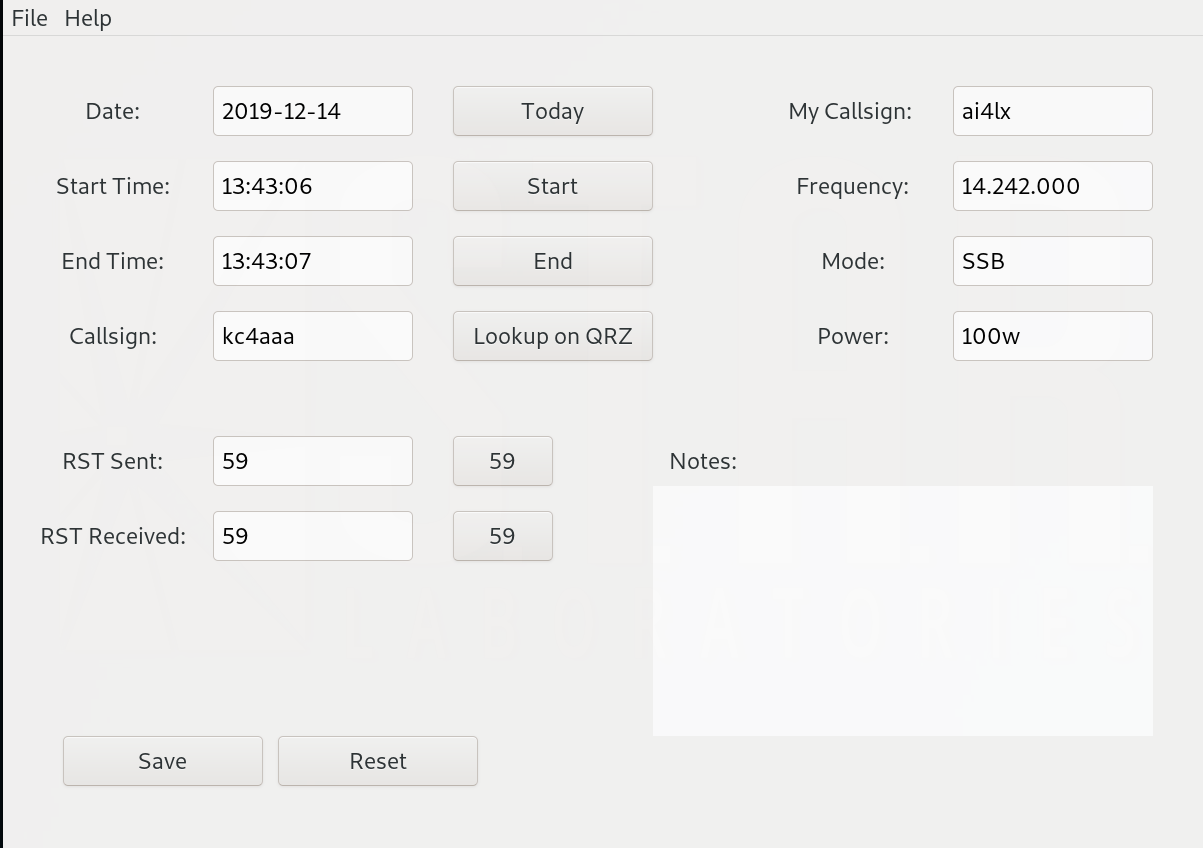 File Help
Date: 2019-12-14 Today My Callsign: ai4lx
Start Time: 13:43:06 Start Frequency: 14.242.000
End Time: 13:43:07 End Mode: SSB
Callsign: kc4aaa Lookup on QRZ Power: 100w
RST Sent: 59 59 Notes:
RST Received: 59 59
LABORATORIES
Save Reset